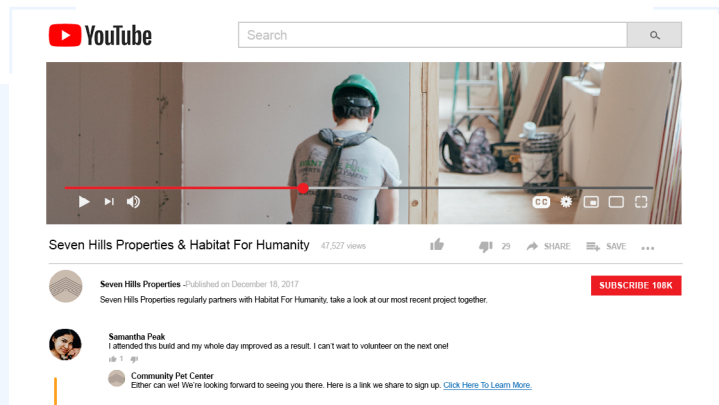 YouTube
Search
CC
Seven Hills Properties & Habitat For Humanity 47,527 views 29 SHARE SAVE
Seven Hills Properties -Published on December 18, 2017
SUBSCRIBE 108K
Seven Hills Properties regularly partners with Habitat For Humanity, take a look at our most recent project together.
Samantha Peak
I attended this build and my whole day improved as a result. I can't wait to volunteer on the next one!
1
Community Pet Center
Either can we! We're looking forward to seeing you there. Here is a link we share to sign up. Click Here To Learn More.